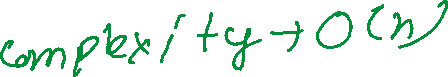 complexity → O(n)